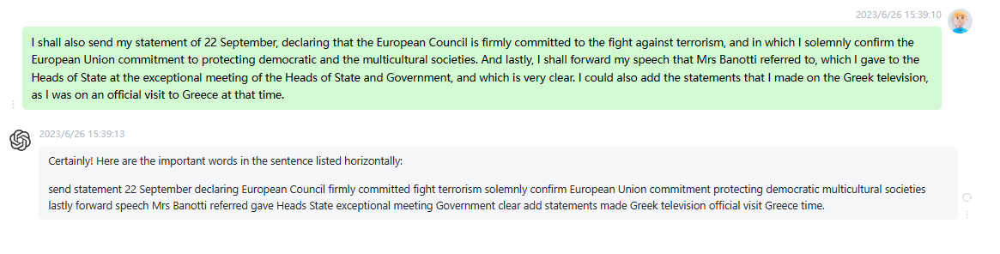 2023/6/26 15:39:10
I shall also send my statement of 22 September, declaring that the European Council is firmly committed to the fight against terrorism, and in which I solemnly confirm the
European Union commitment to protecting democratic and the multicultural societies. And lastly, I shall forward my speech that Mrs Banotti referred to, which I gave to the
Heads of State at the exceptional meeting of the Heads of State and Government, and which is very clear. I could also add the statements that I made on the Greek television,
as I was on an official visit to Greece at that time.
2023/6/26 15:39:13
Certainly! Here are the important words in the sentence listed horizontally:
send statement 22 September declaring European Council firmly committed fight terrorism solemnly confirm European Union commitment protecting democratic multicultural societies
lastly forward speech Mrs Banotti referred gave Heads State exceptional meeting Government clear add statements made Greek television official visit Greece time.